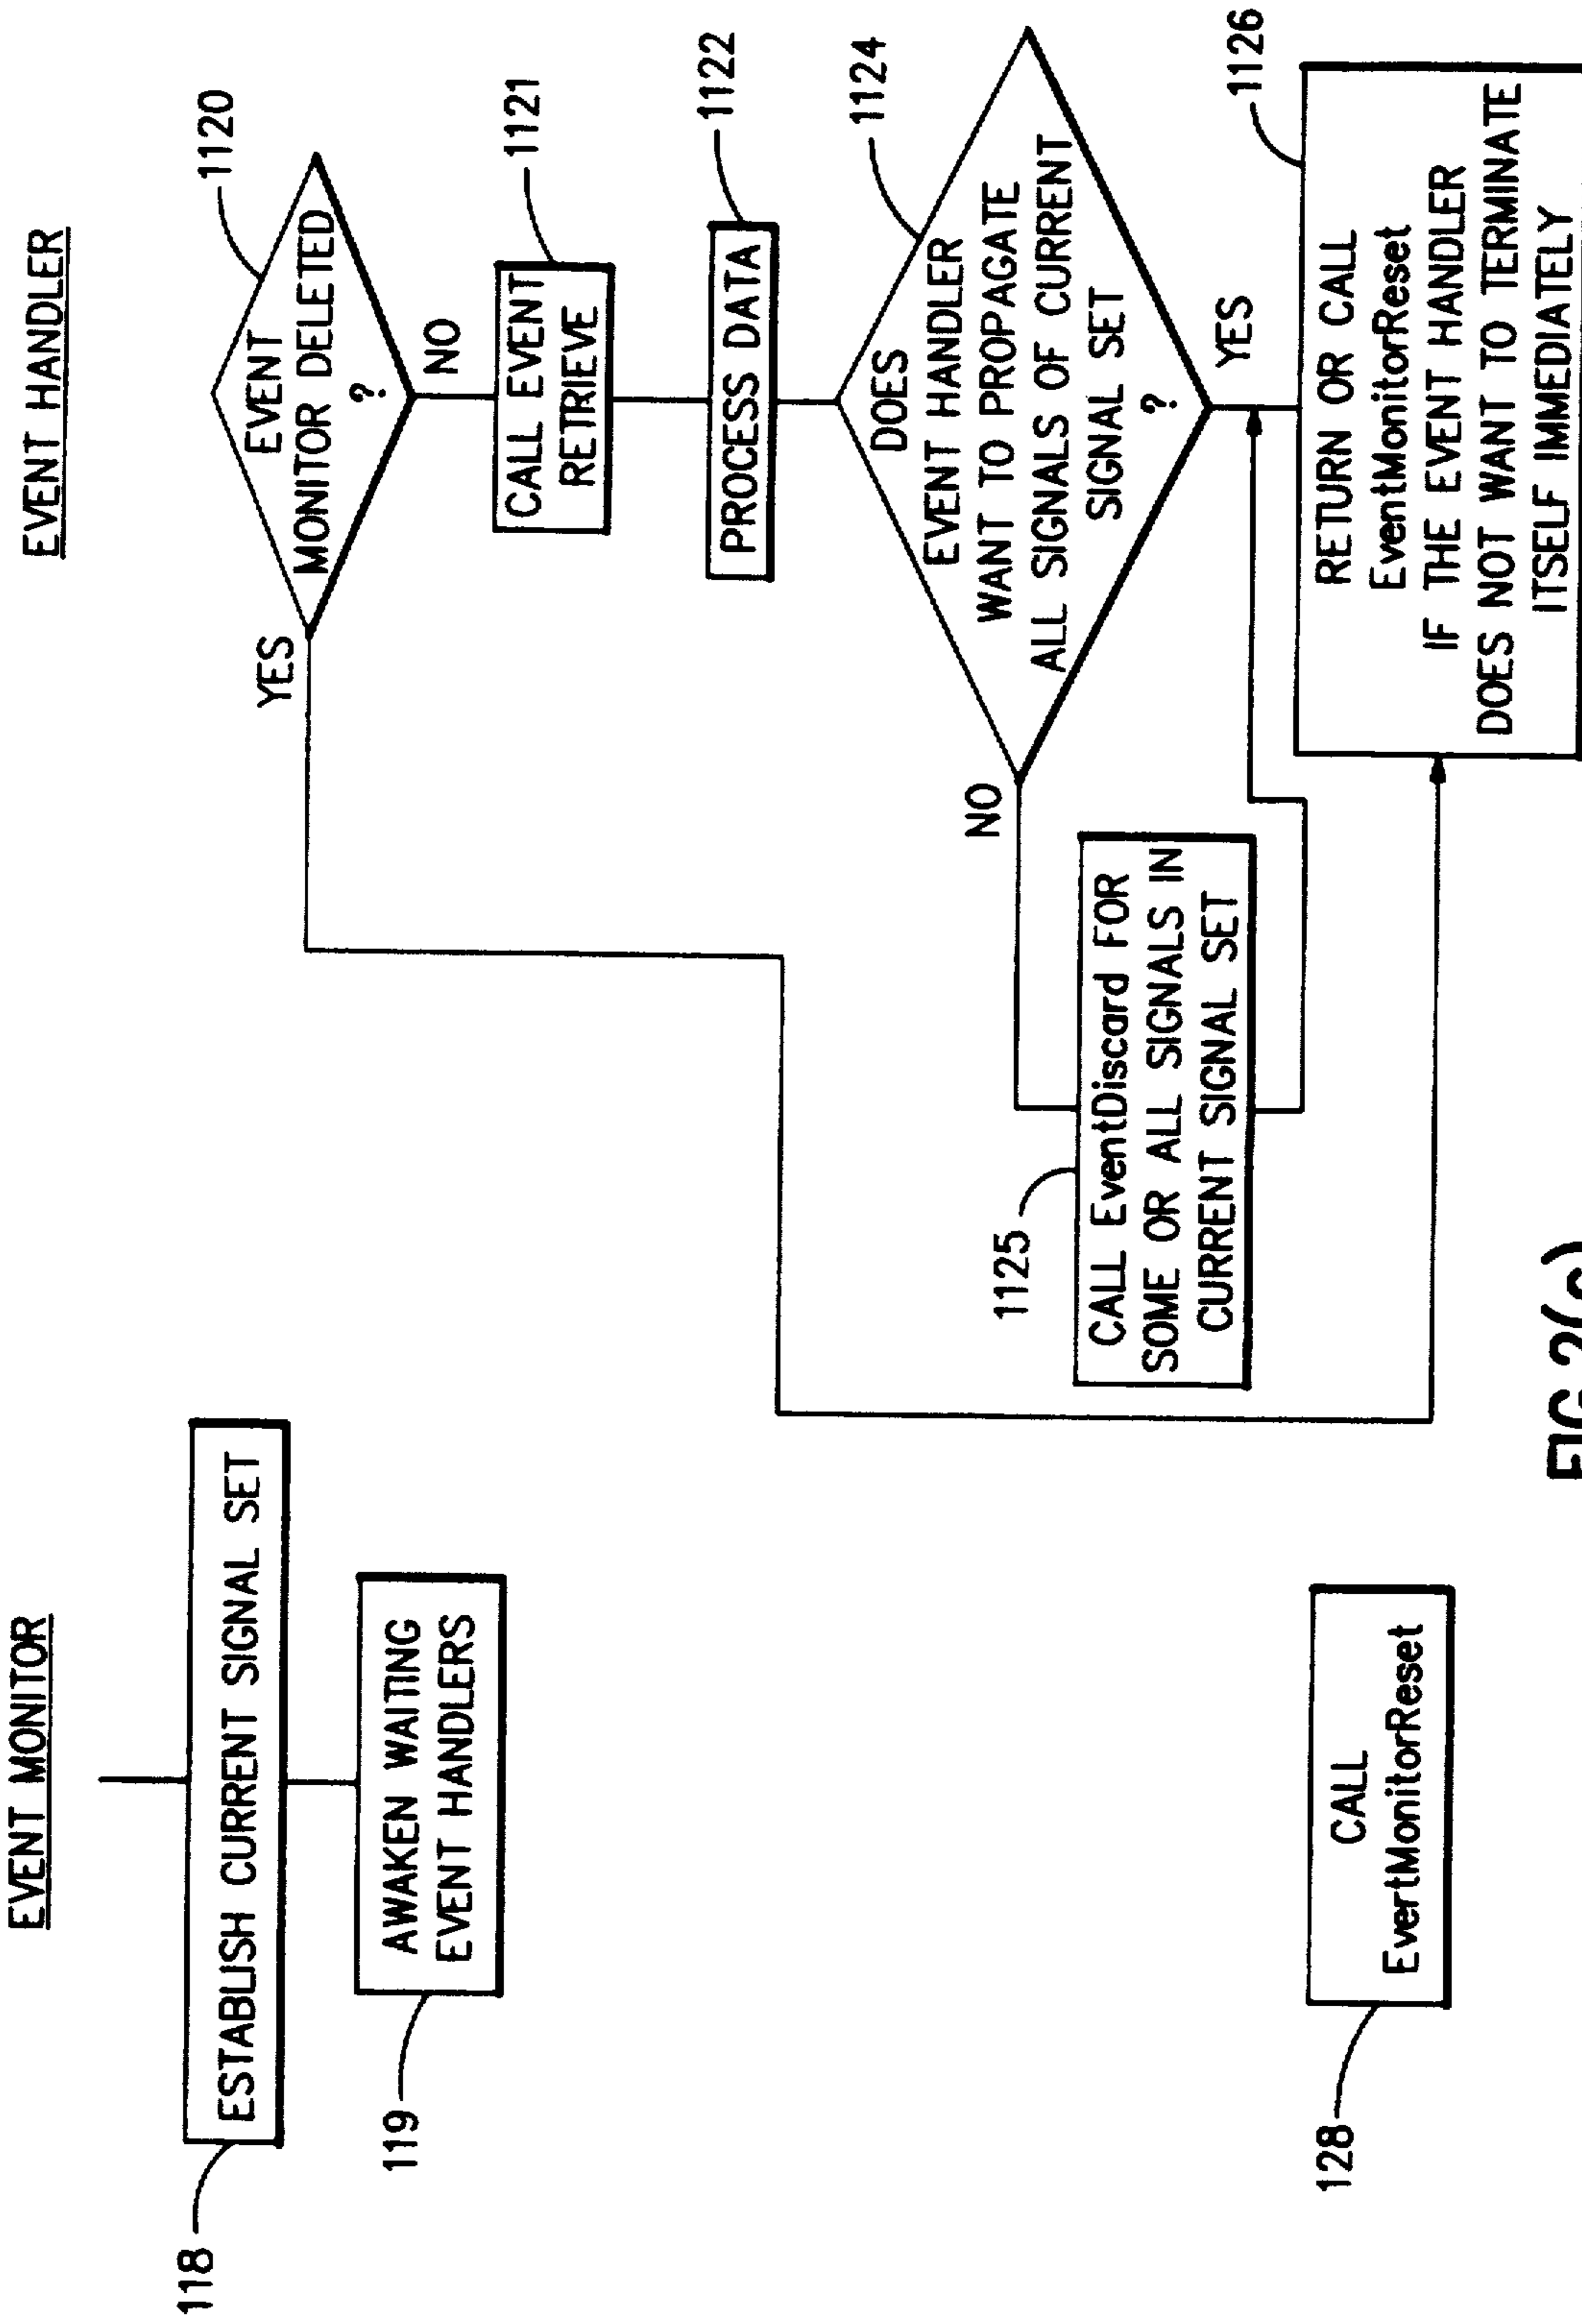 EVENT MONITOR
118
ESTABLISH CURRENT SIGNAL SET
119
AWAKEN WAITING
EVENT HANDLERS
128
CALL
EvertMonitorReset
EVENT HANDLER
1120
EVENT
MONITOR DELETED
?
YES
NO
1121
CALL EVENT
RETRIEVE
1122
PROCESS DATA
1124
DOES
EVENT HANDLER
WANT TO PROPAGATE
ALL SIGNALS OF CURRENT
SIGNAL SET
?
NO
YES
1125
CALL EventDiscard FOR
SOME OR ALL SIGNALS IN
CURRENT SIGNAL SET
1126
RETURN OR CALL
EventMonitorReset
IF THE EVENT HANDLER
DOES NOT WANT TO TERMINATE
ITSELF IMMEDIATELY